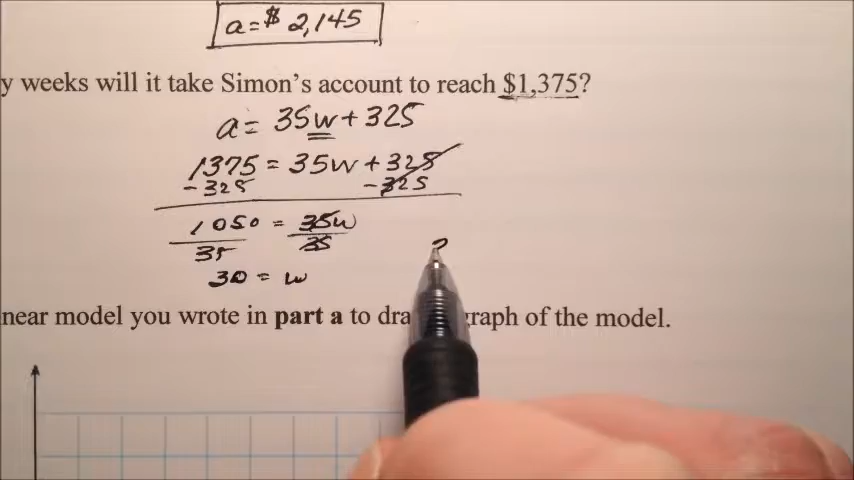 a = $ 2,145
y weeks will it take Simon's account to reach $1,375?
a = 35w + 325
1375 = 35w + 325
-325 -325
1050 = 35w
35 35
30 = w
near model you wrote in part a to dra graph of the model.